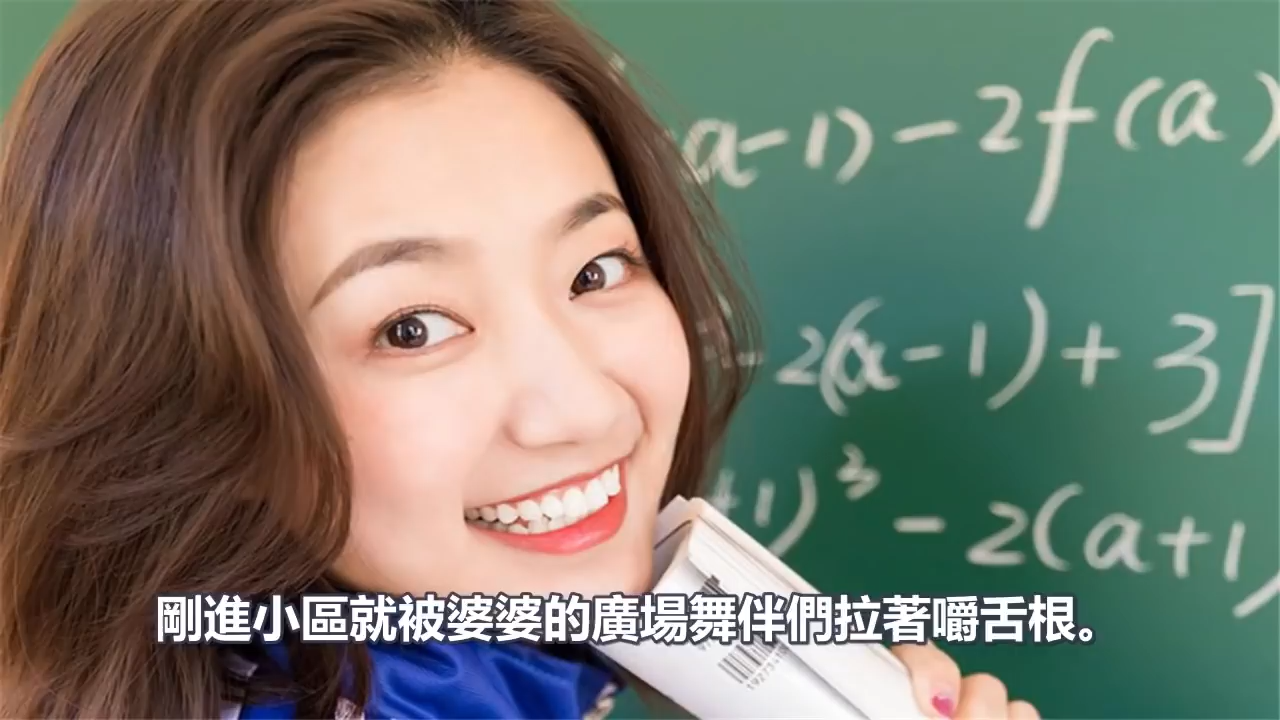 a-1)-2f(a)
-2(a-1)+3]
+1)³-2(a+1)
剛進小區就被婆婆的廣場舞伴們拉著嚼舌根。